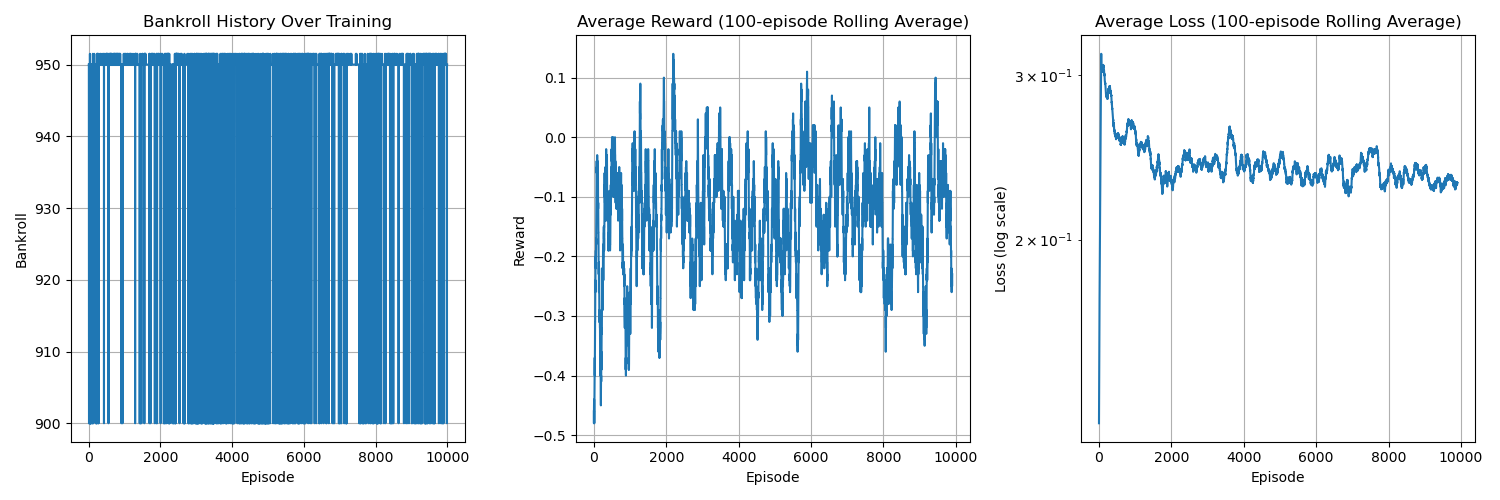 Bankroll History Over Training
Bankroll
950
940
930
920
910
900
0
2000
4000
6000
8000
10000
Episode
Average Reward (100-episode Rolling Average)
Reward
0.1
0.0
−0.1
−0.2
−0.3
−0.4
−0.5
0
2000
4000
6000
8000
10000
Episode
Average Loss (100-episode Rolling Average)
Loss (log scale)
3 × 10⁻¹
2 × 10⁻¹
0
2000
4000
6000
8000
10000
Episode